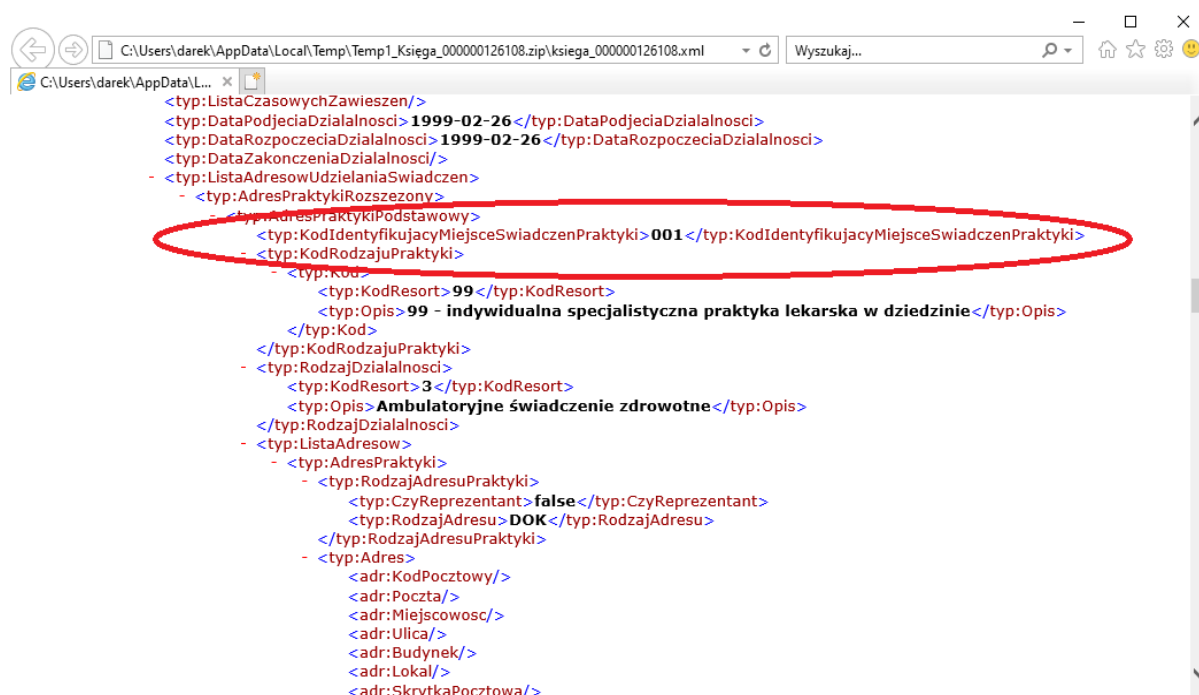 C:\Users\darek\AppData\Local\Temp\Temp1_Księga_000000126108.zip\ksiega_000000126108.xml Wyszukaj...
C:\Users\darek\AppData\L...
<typ:ListaCzasowychZawieszen/>
<typ:DataPodjeciaDzialalnosci>1999-02-26</typ:DataPodjeciaDzialalnosci>
<typ:DataRozpoczeciaDzialalnosci>1999-02-26</typ:DataRozpoczeciaDzialalnosci>
<typ:DataZakonczeniaDzialalnosci/>
- <typ:ListaAdresowUdzielaniaSwiadczen>
- <typ:AdresPraktykiRozszezony>
- <typ:AdresPraktykiPodstawowy>
<typ:KodIdentyfikujacyMiejsceSwiadczenPraktyki>001</typ:KodIdentyfikujacyMiejsceSwiadczenPraktyki>
- <typ:KodRodzajuPraktyki>
- <typ:Kod>
<typ:KodResort>99</typ:KodResort>
<typ:Opis>99 - indywidualna specjalistyczna praktyka lekarska w dziedzinie</typ:Opis>
</typ:Kod>
</typ:KodRodzajuPraktyki>
- <typ:RodzajDzialalnosci>
<typ:KodResort>3</typ:KodResort>
<typ:Opis>Ambulatoryjne świadczenie zdrowotne</typ:Opis>
</typ:RodzajDzialalnosci>
- <typ:ListaAdresow>
- <typ:AdresPraktyki>
- <typ:RodzajAdresuPraktyki>
<typ:CzyReprezentant>false</typ:CzyReprezentant>
<typ:RodzajAdresu>DOK</typ:RodzajAdresu>
</typ:RodzajAdresuPraktyki>
- <typ:Adres>
<adr:KodPocztowy/>
<adr:Poczta/>
<adr:Miejscowosc/>
<adr:Ulica/>
<adr:Budynek/>
<adr:Lokal/>
<adr:SkrytkaPocztowa/>